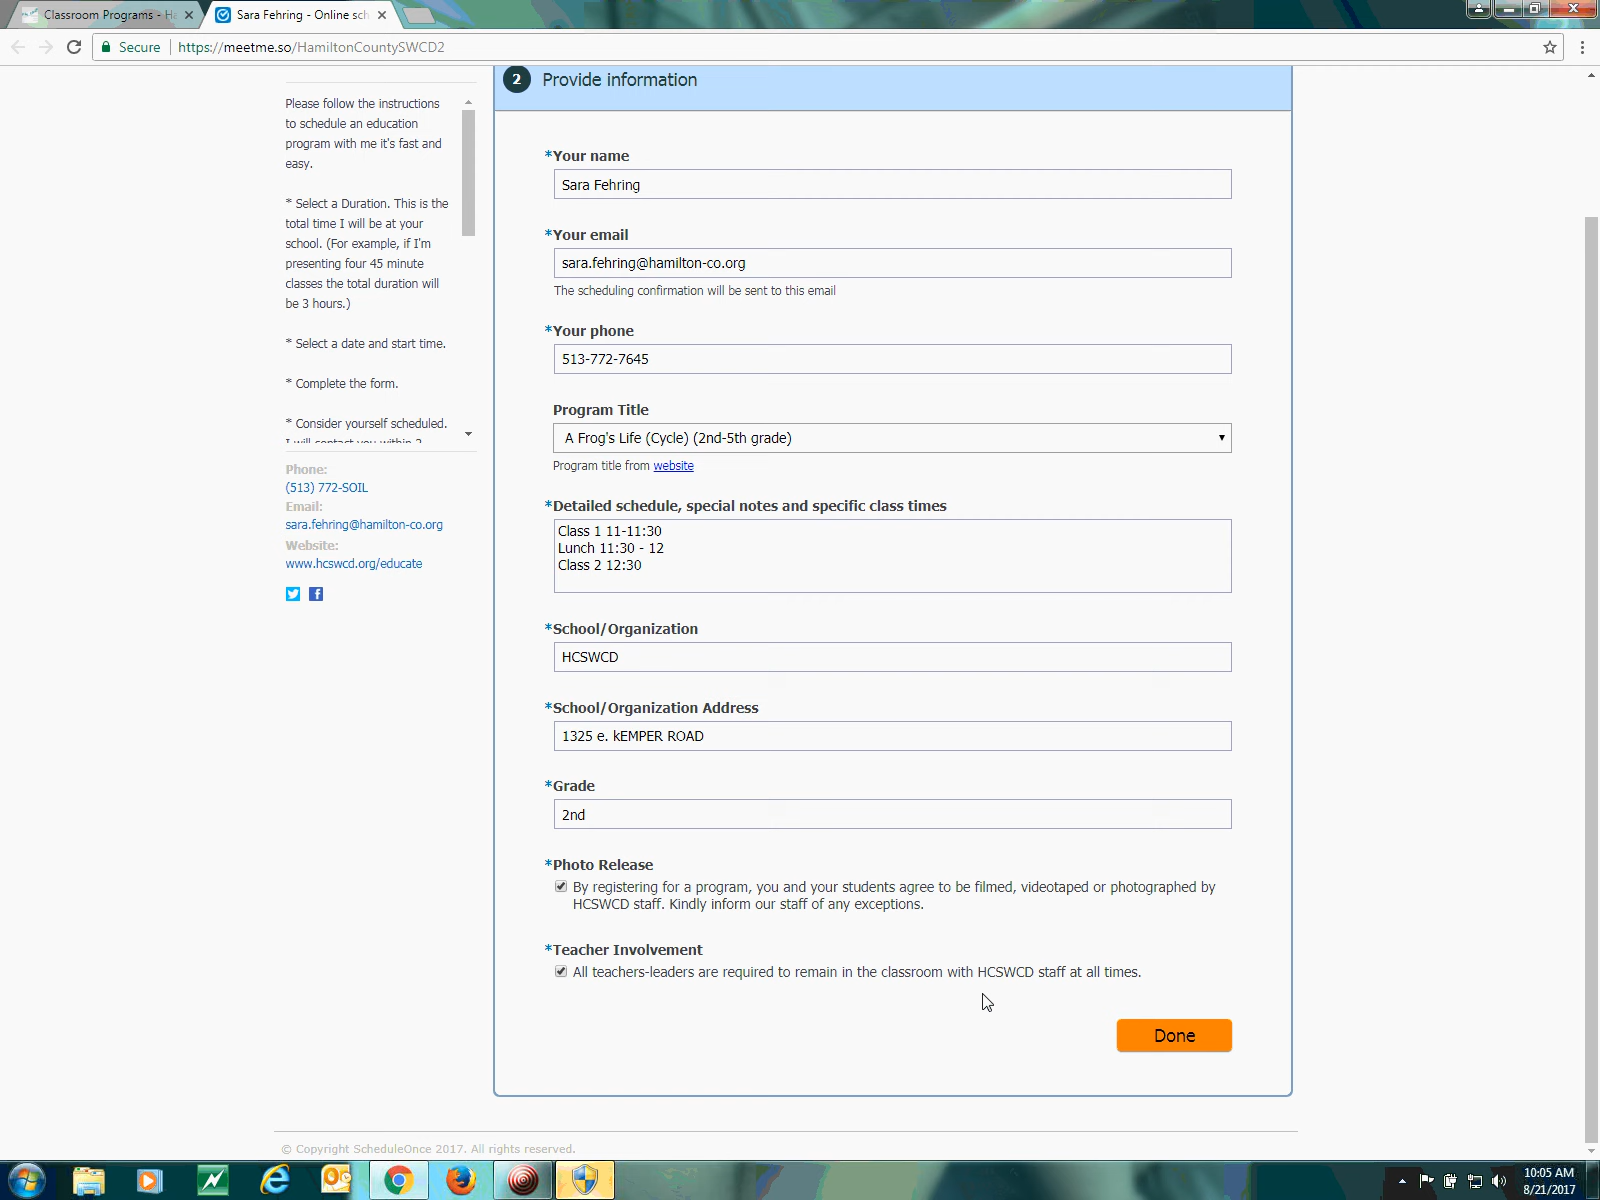 Classroom Programs - Ha
Sara Fehring - Online sch
Secure
https://meetme.so/HamiltonCountySWCD2
Please follow the instructions
to schedule an education
program with me it's fast and
easy.
* Select a Duration. This is the
total time I will be at your
school. (For example, if I'm
presenting four 45 minute
classes the total duration will
be 3 hours.)
* Select a date and start time.
* Complete the form.
* Consider yourself scheduled.
I will contact you within 2
Phone:
(513) 772-SOIL
Email:
sara.fehring@hamilton-co.org
Website:
www.hcswcd.org/educate
2 Provide information
*Your name
Sara Fehring
*Your email
sara.fehring@hamilton-co.org
The scheduling confirmation will be sent to this email
*Your phone
513-772-7645
Program Title
A Frog's Life (Cycle) (2nd-5th grade)
Program title from website
*Detailed schedule, special notes and specific class times
Class 1 11-11:30
Lunch 11:30 - 12
Class 2 12:30
*School/Organization
HCSWCD
*School/Organization Address
1325 e. kEMPER ROAD
*Grade
2nd
*Photo Release
By registering for a program, you and your students agree to be filmed, videotaped or photographed by
HCSWCD staff. Kindly inform our staff of any exceptions.
*Teacher Involvement
All teachers-leaders are required to remain in the classroom with HCSWCD staff at all times.
Done
© Copyright ScheduleOnce 2017. All rights reserved.
10:05 AM
8/21/2017